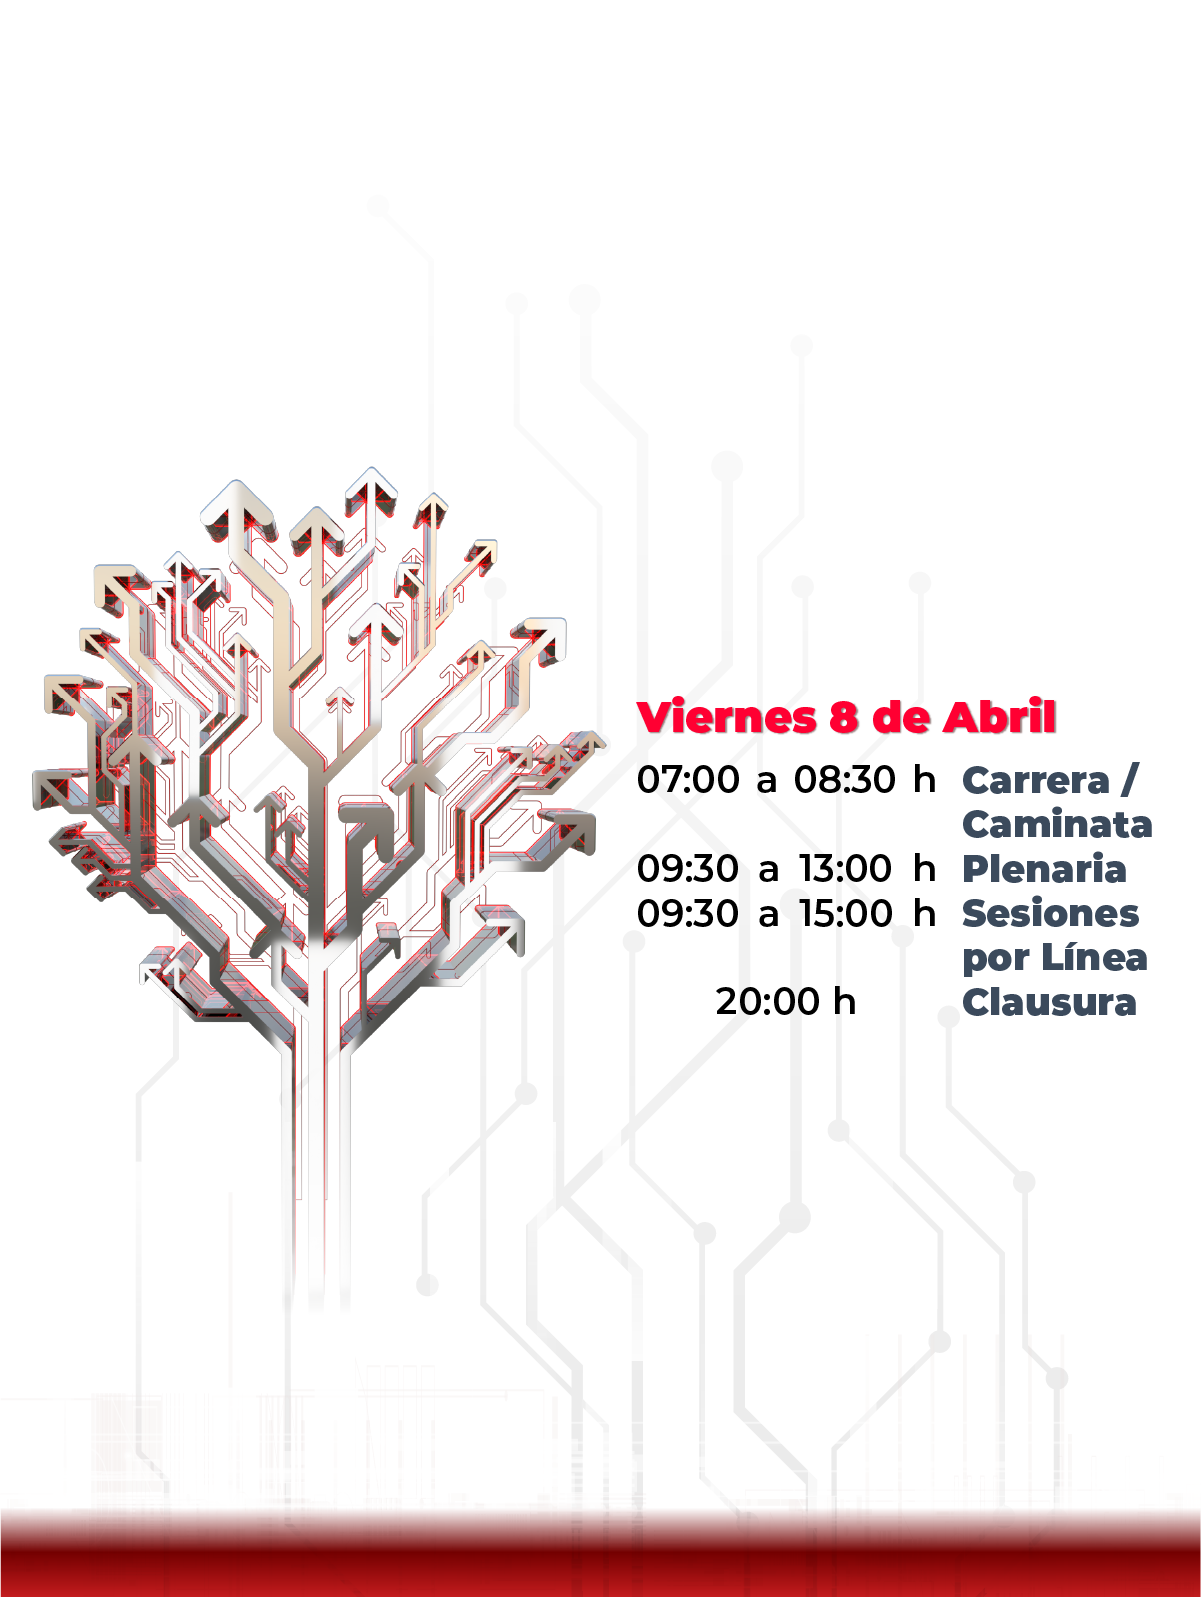 Viernes 8 de Abril
07:00 a 08:30 h Carrera /
Caminata
09:30 a 13:00 h Plenaria
09:30 a 15:00 h Sesiones
por Línea
20:00 h Clausura